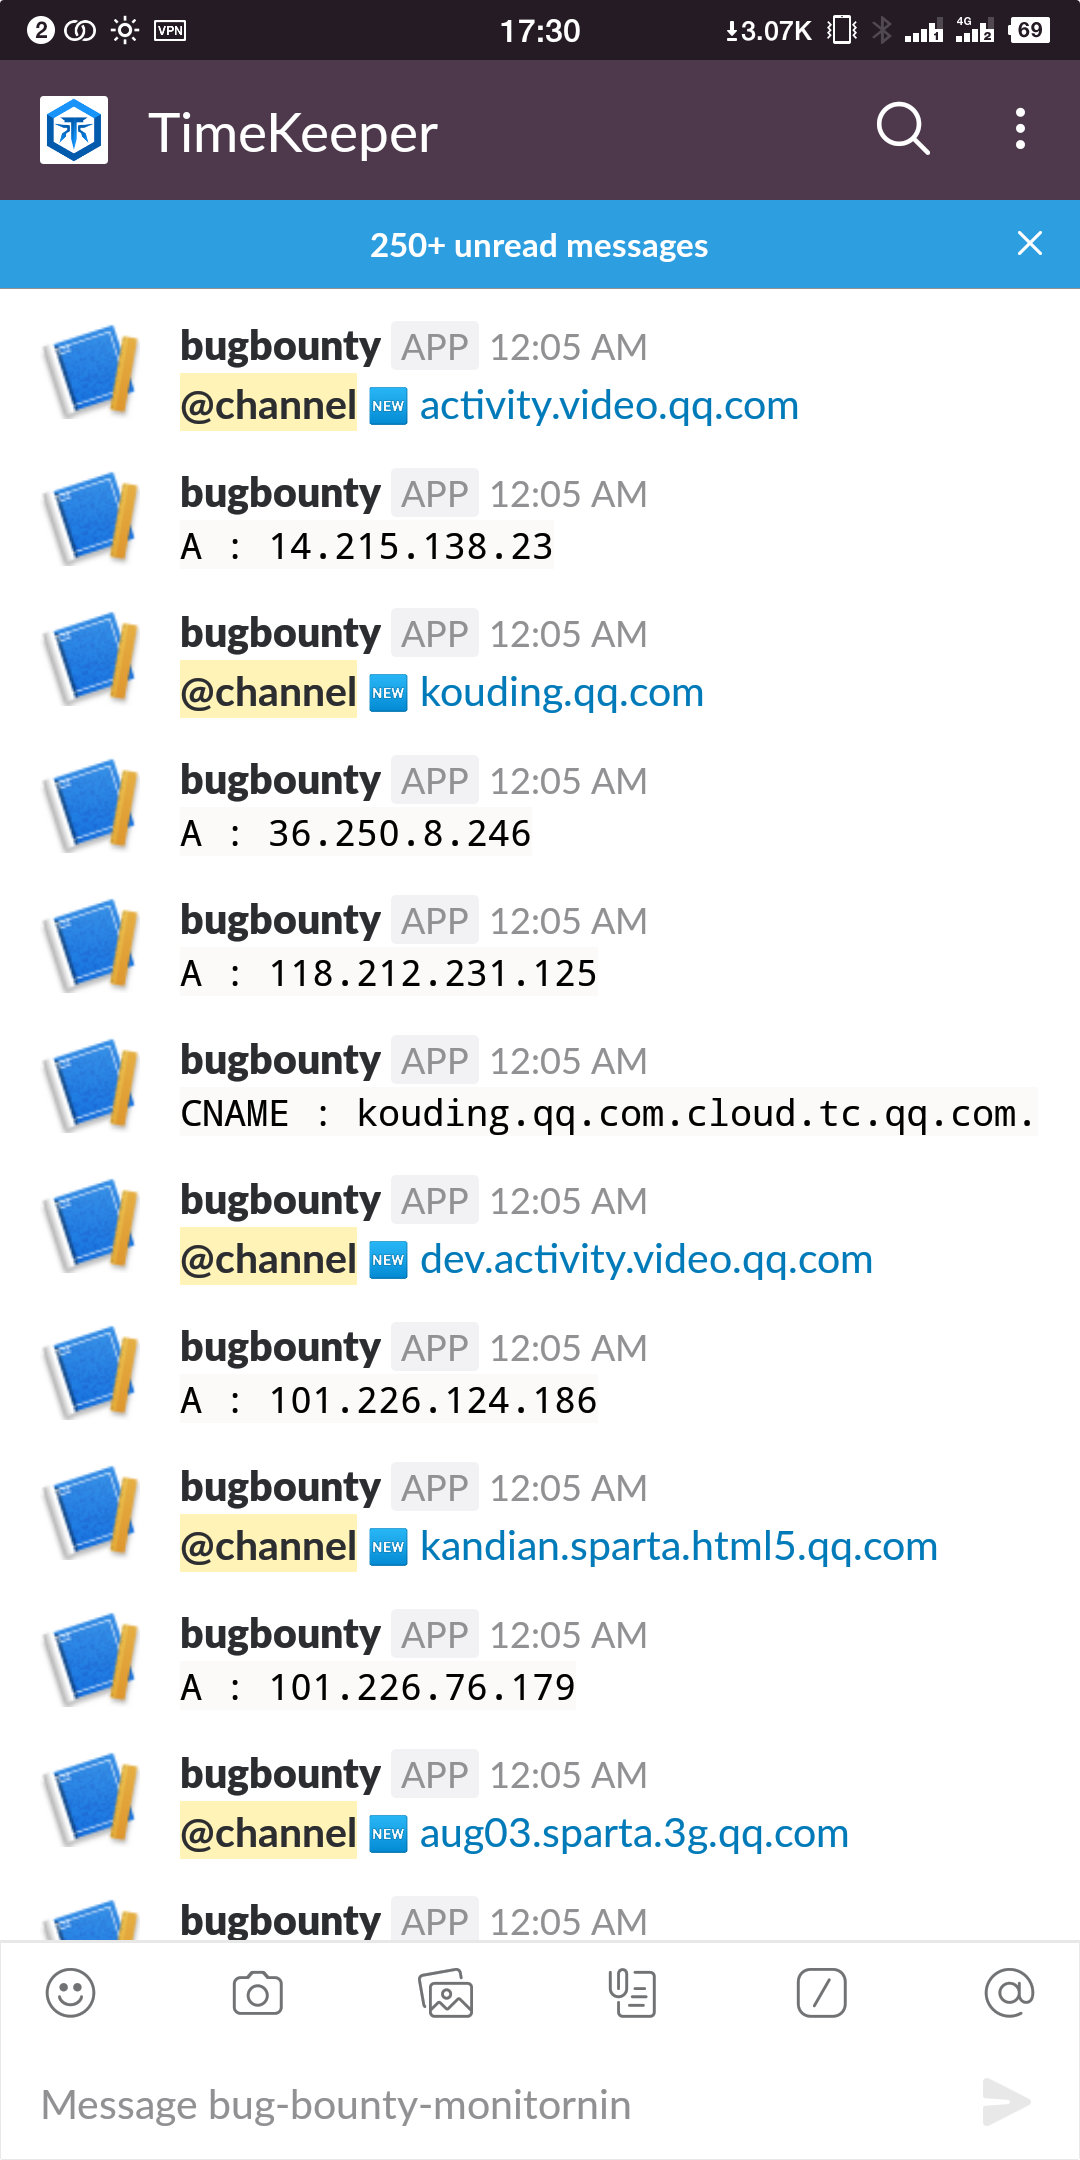 2 VPN 17:30 3.07K 1 4G 2 69
TimeKeeper
250+ unread messages
bugbounty APP 12:05 AM
@channel NEW activity.video.qq.com
bugbounty APP 12:05 AM
A : 14.215.138.23
bugbounty APP 12:05 AM
@channel NEW kouding.qq.com
bugbounty APP 12:05 AM
A : 36.250.8.246
bugbounty APP 12:05 AM
A : 118.212.231.125
bugbounty APP 12:05 AM
CNAME : kouding.qq.com.cloud.tc.qq.com.
bugbounty APP 12:05 AM
@channel NEW dev.activity.video.qq.com
bugbounty APP 12:05 AM
A : 101.226.124.186
bugbounty APP 12:05 AM
@channel NEW kandian.sparta.html5.qq.com
bugbounty APP 12:05 AM
A : 101.226.76.179
bugbounty APP 12:05 AM
@channel NEW aug03.sparta.3g.qq.com
bugbounty APP 12:05 AM
Message bug-bounty-monitornin